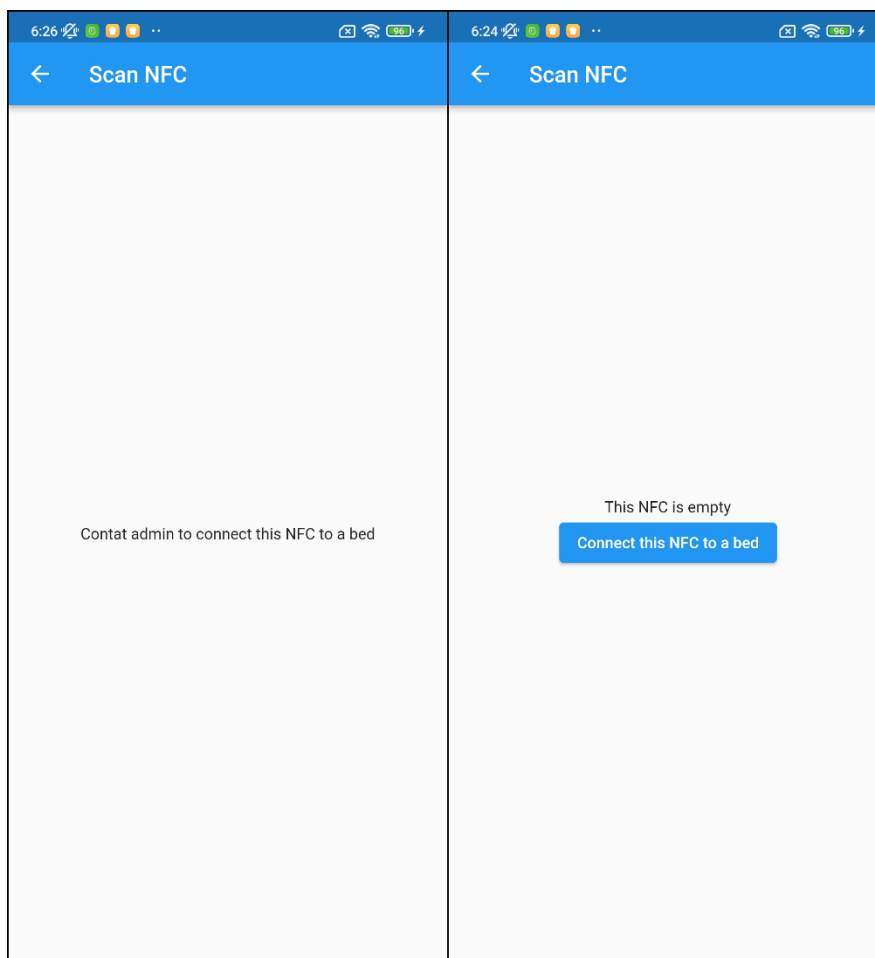 6:26
96
Scan NFC
Contat admin to connect this NFC to a bed
6:24
96
Scan NFC
This NFC is empty
Connect this NFC to a bed